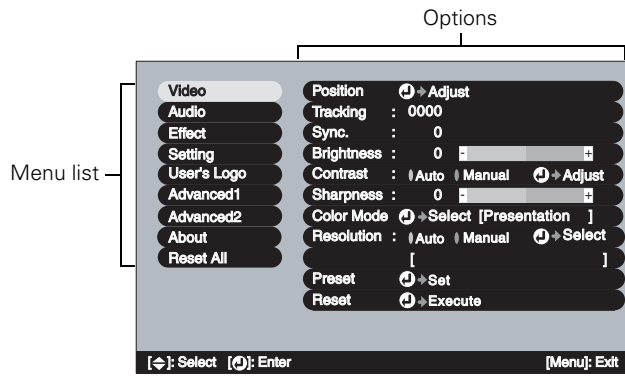 Options
Menu list
Video
Audio
Effect
Setting
User's Logo
Advanced1
Advanced2
About
Reset All
Position Adjust
Tracking : 0000
Sync. : 0
Brightness : 0 - +
Contrast : Auto Manual Adjust
Sharpness : 0 - +
Color Mode Select [Presentation ]
Resolution : Auto Manual Select
[ ]
Preset Set
Reset Execute
[ ]: Select [ ]: Enter [Menu]: Exit